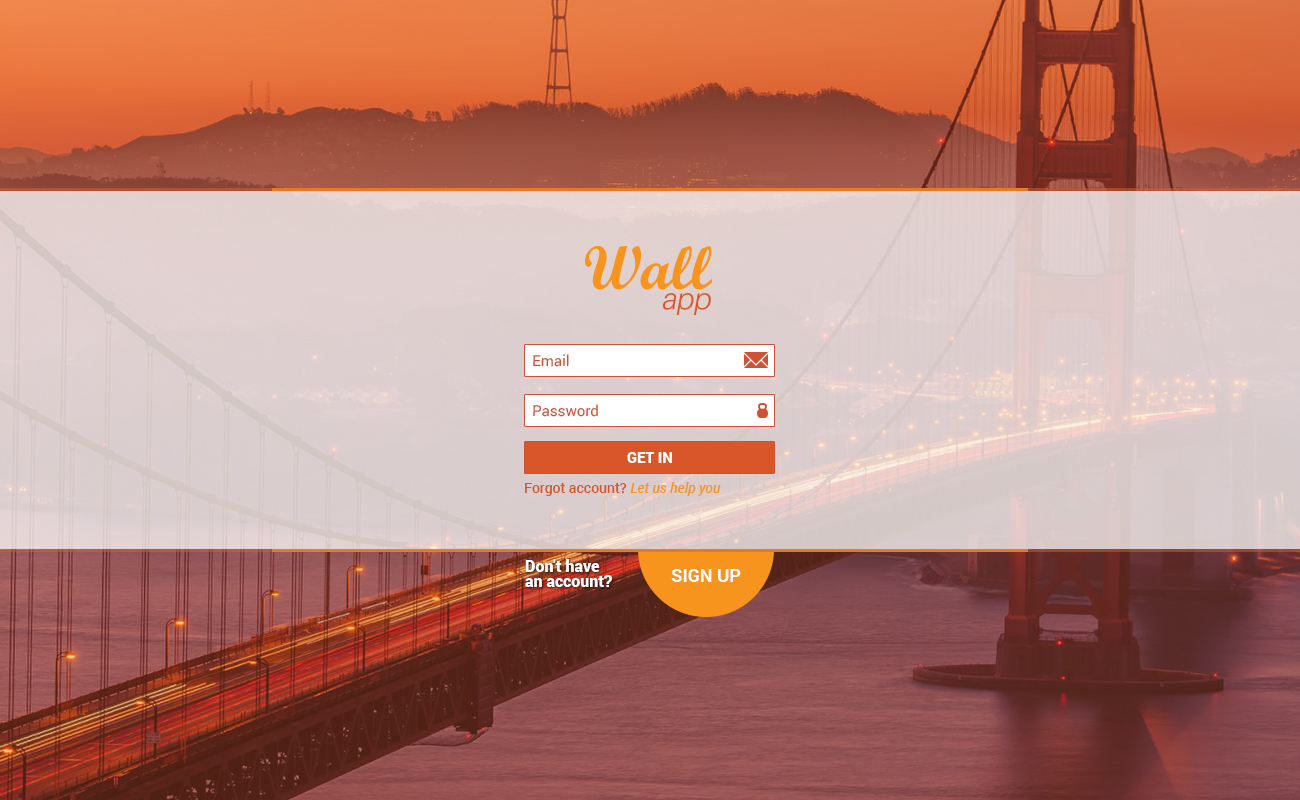 Wall
app
Email
Password
GET IN
Forgot account? Let us help you
Don't have
an account?
SIGN UP